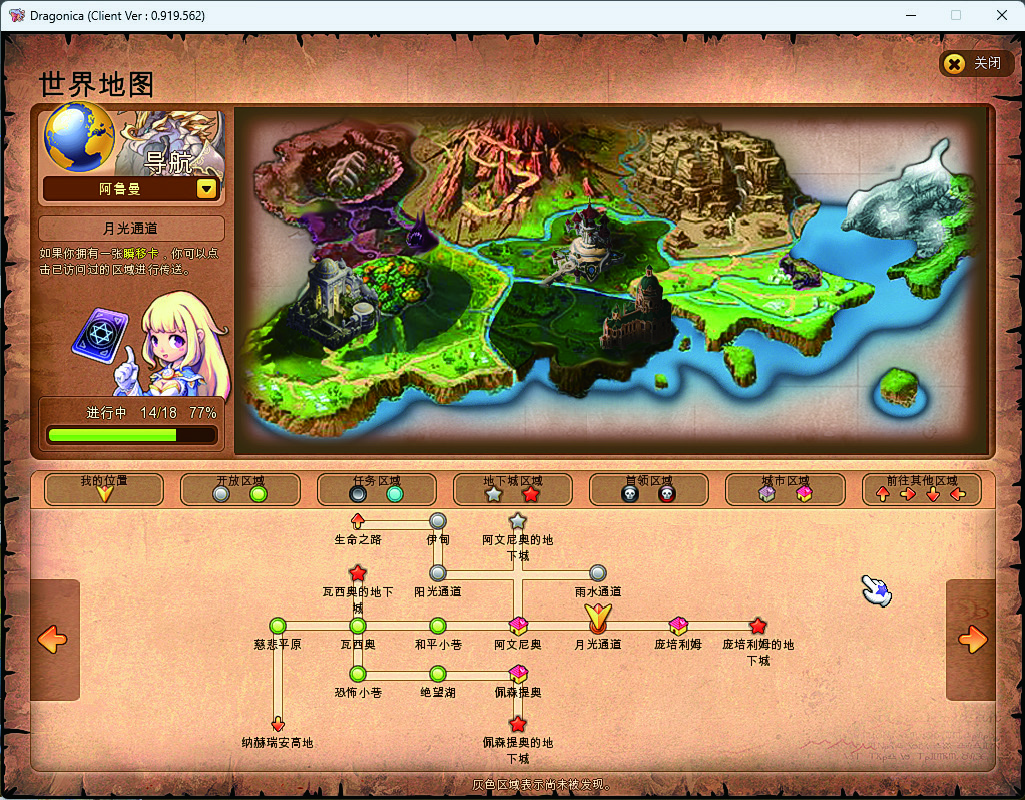 Dragonica (Client Ver : 0.919.562)
世界地图
关闭
导航
阿鲁曼
月光通道
如果你拥有一张瞬移卡，你可以点
击已访问过的区域进行传送。
进行中 14/18 77%
我的位置 开放区域 任务区域 地下城区域 首领区域 城市区域 前往其他区域
生命之路 伊甸 阿文尼奥的地
下城
瓦西奥的地下
城
阳光通道 雨水通道
慈悲平原 瓦西奥 和平小巷 阿文尼奥 月光通道 庞培利姆 庞培利姆的地
下城
恐怖小巷 绝望湖 佩森提奥
纳赫瑞安高地 佩森提奥的地
下城
灰色区域表示尚未被发现。